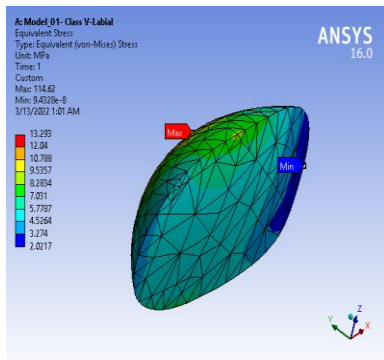 A: Model_01- Class V-Labial
Equivalent Stress
Type: Equivalent (von-Mises) Stress
Unit: MPa
Time: 1
Custom
Max: 114.62
Min: 9.4328e-8
3/13/2022 1:01 AM
ANSYS
16.0
13.293
12.04
10.788
9.5357
8.2834
7.031
5.7787
4.5264
3.274
2.0217
Max
Min
Y
Z
X